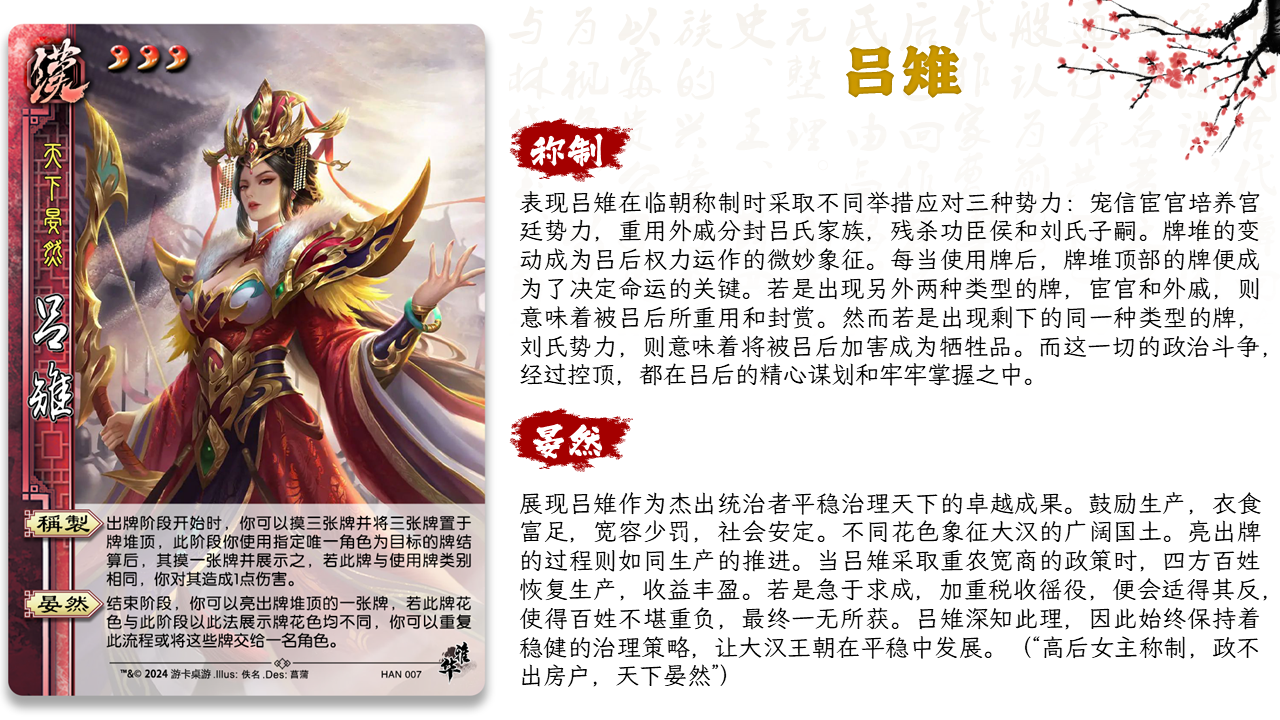 漢
天下晏然
吕雉
稱製
出牌阶段开始时，你可以摸三张牌并将三张牌置于
牌堆顶，此阶段你使用指定唯一角色为目标的牌结
算后，其摸一张牌并展示之，若此牌与使用牌类别
相同，你对其造成1点伤害。
晏然
结束阶段，你可以亮出牌堆顶的一张牌，若此牌花
色与此阶段以此法展示牌花色均不同，你可以重复
此流程或将这些牌交给一名角色。
™&© 2024 游卡桌游 .Illus: 佚名 .Des: 菖蒲
HAN 007
吕雉
称制
表现吕雉在临朝称制时采取不同举措应对三种势力：宠信宦官培养宫
廷势力，重用外戚分封吕氏家族，残杀功臣侯和刘氏子嗣。牌堆的变
动成为吕后权力运作的微妙象征。每当使用牌后，牌堆顶部的牌便成
为了决定命运的关键。若是出现另外两种类型的牌，宦官和外戚，则
意味着被吕后所重用和封赏。然而若是出现剩下的同一种类型的牌，
刘氏势力，则意味着将被吕后加害成为牺牲品。而这一切的政治斗争，
经过控顶，都在吕后的精心谋划和牢牢掌握之中。
晏然
展现吕雉作为杰出统治者平稳治理天下的卓越成果。鼓励生产，衣食
富足，宽容少罚，社会安定。不同花色象征大汉的广阔国土。亮出牌
的过程则如同生产的推进。当吕雉采取重农宽商的政策时，四方百姓
恢复生产，收益丰盈。若是急于求成，加重税收徭役，便会适得其反，
使得百姓不堪重负，最终一无所获。吕雉深知此理，因此始终保持着
稳健的治理策略，让大汉王朝在平稳中发展。（“高后女主称制，政不
出房户，天下晏然”）